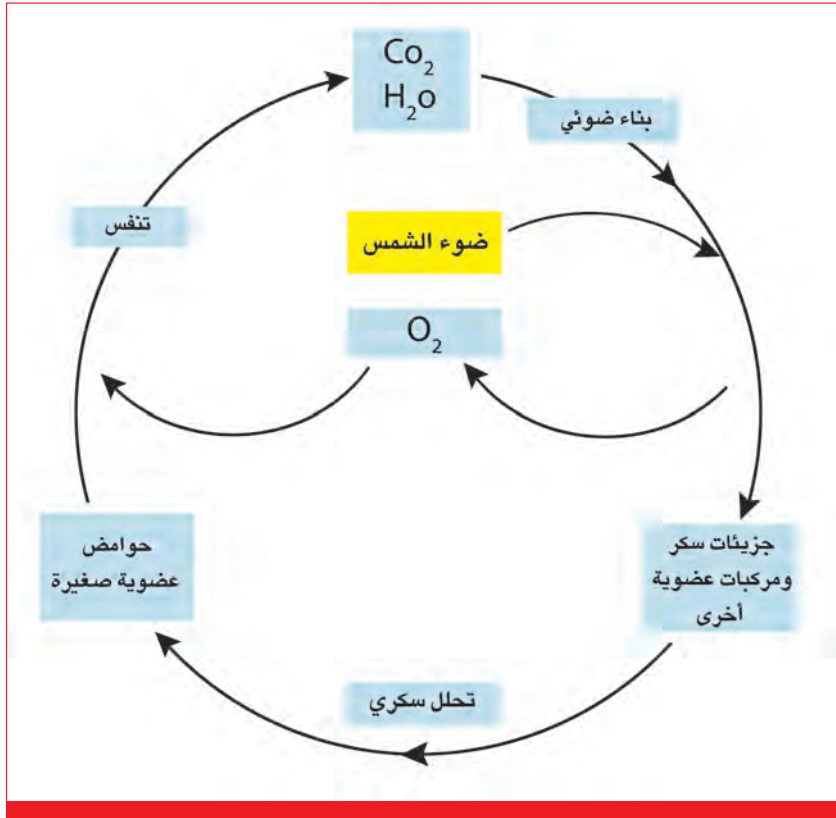 Co₂
H₂o
بناء ضوئي
تنفس
ضوء الشمس
O₂
جزيئات سكر
ومركبات عضوية
أخرى
حوامض
عضوية صغيرة
تحلل سكري